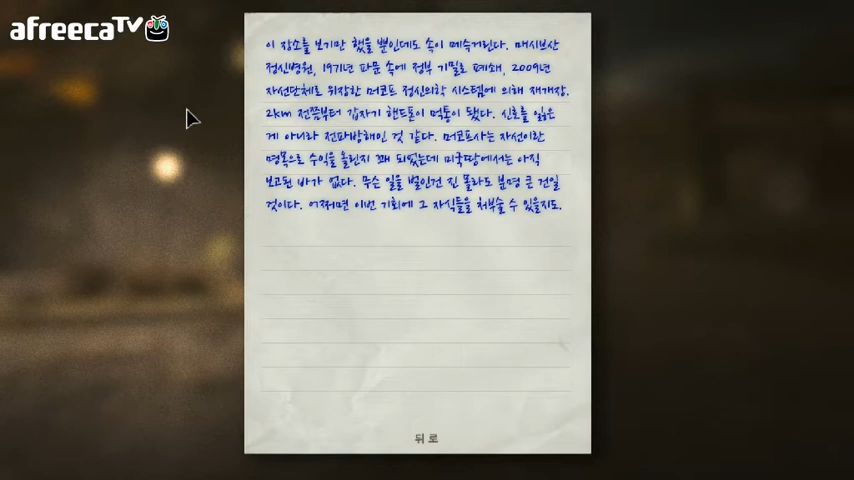 afreecaTV
이 장소를 보기만 했을 뿐인데도 속이 메슥거린다. 매시브산
정신병원, 1971년 파문 속에 정부 기밀로 폐쇄, 2009년
자선단체로 위장한 머코프 정신의학 시스템에 의해 재개장.
2km 전쯤부터 갑자기 핸드폰이 먹통이 됐다. 신호를 잃은
게 아니라 전파방해인 것 같다. 머코프사는 자선이란
명목으로 수익을 올린지 꽤 되었는데 미국땅에서는 아직
보고된 바가 없다. 무슨 일을 벌인건 진 몰라도 분명 큰 건일
것이다. 어쩌면 이번 기회에 그 자식들을 쳐부술 수 있을지도.
뒤로